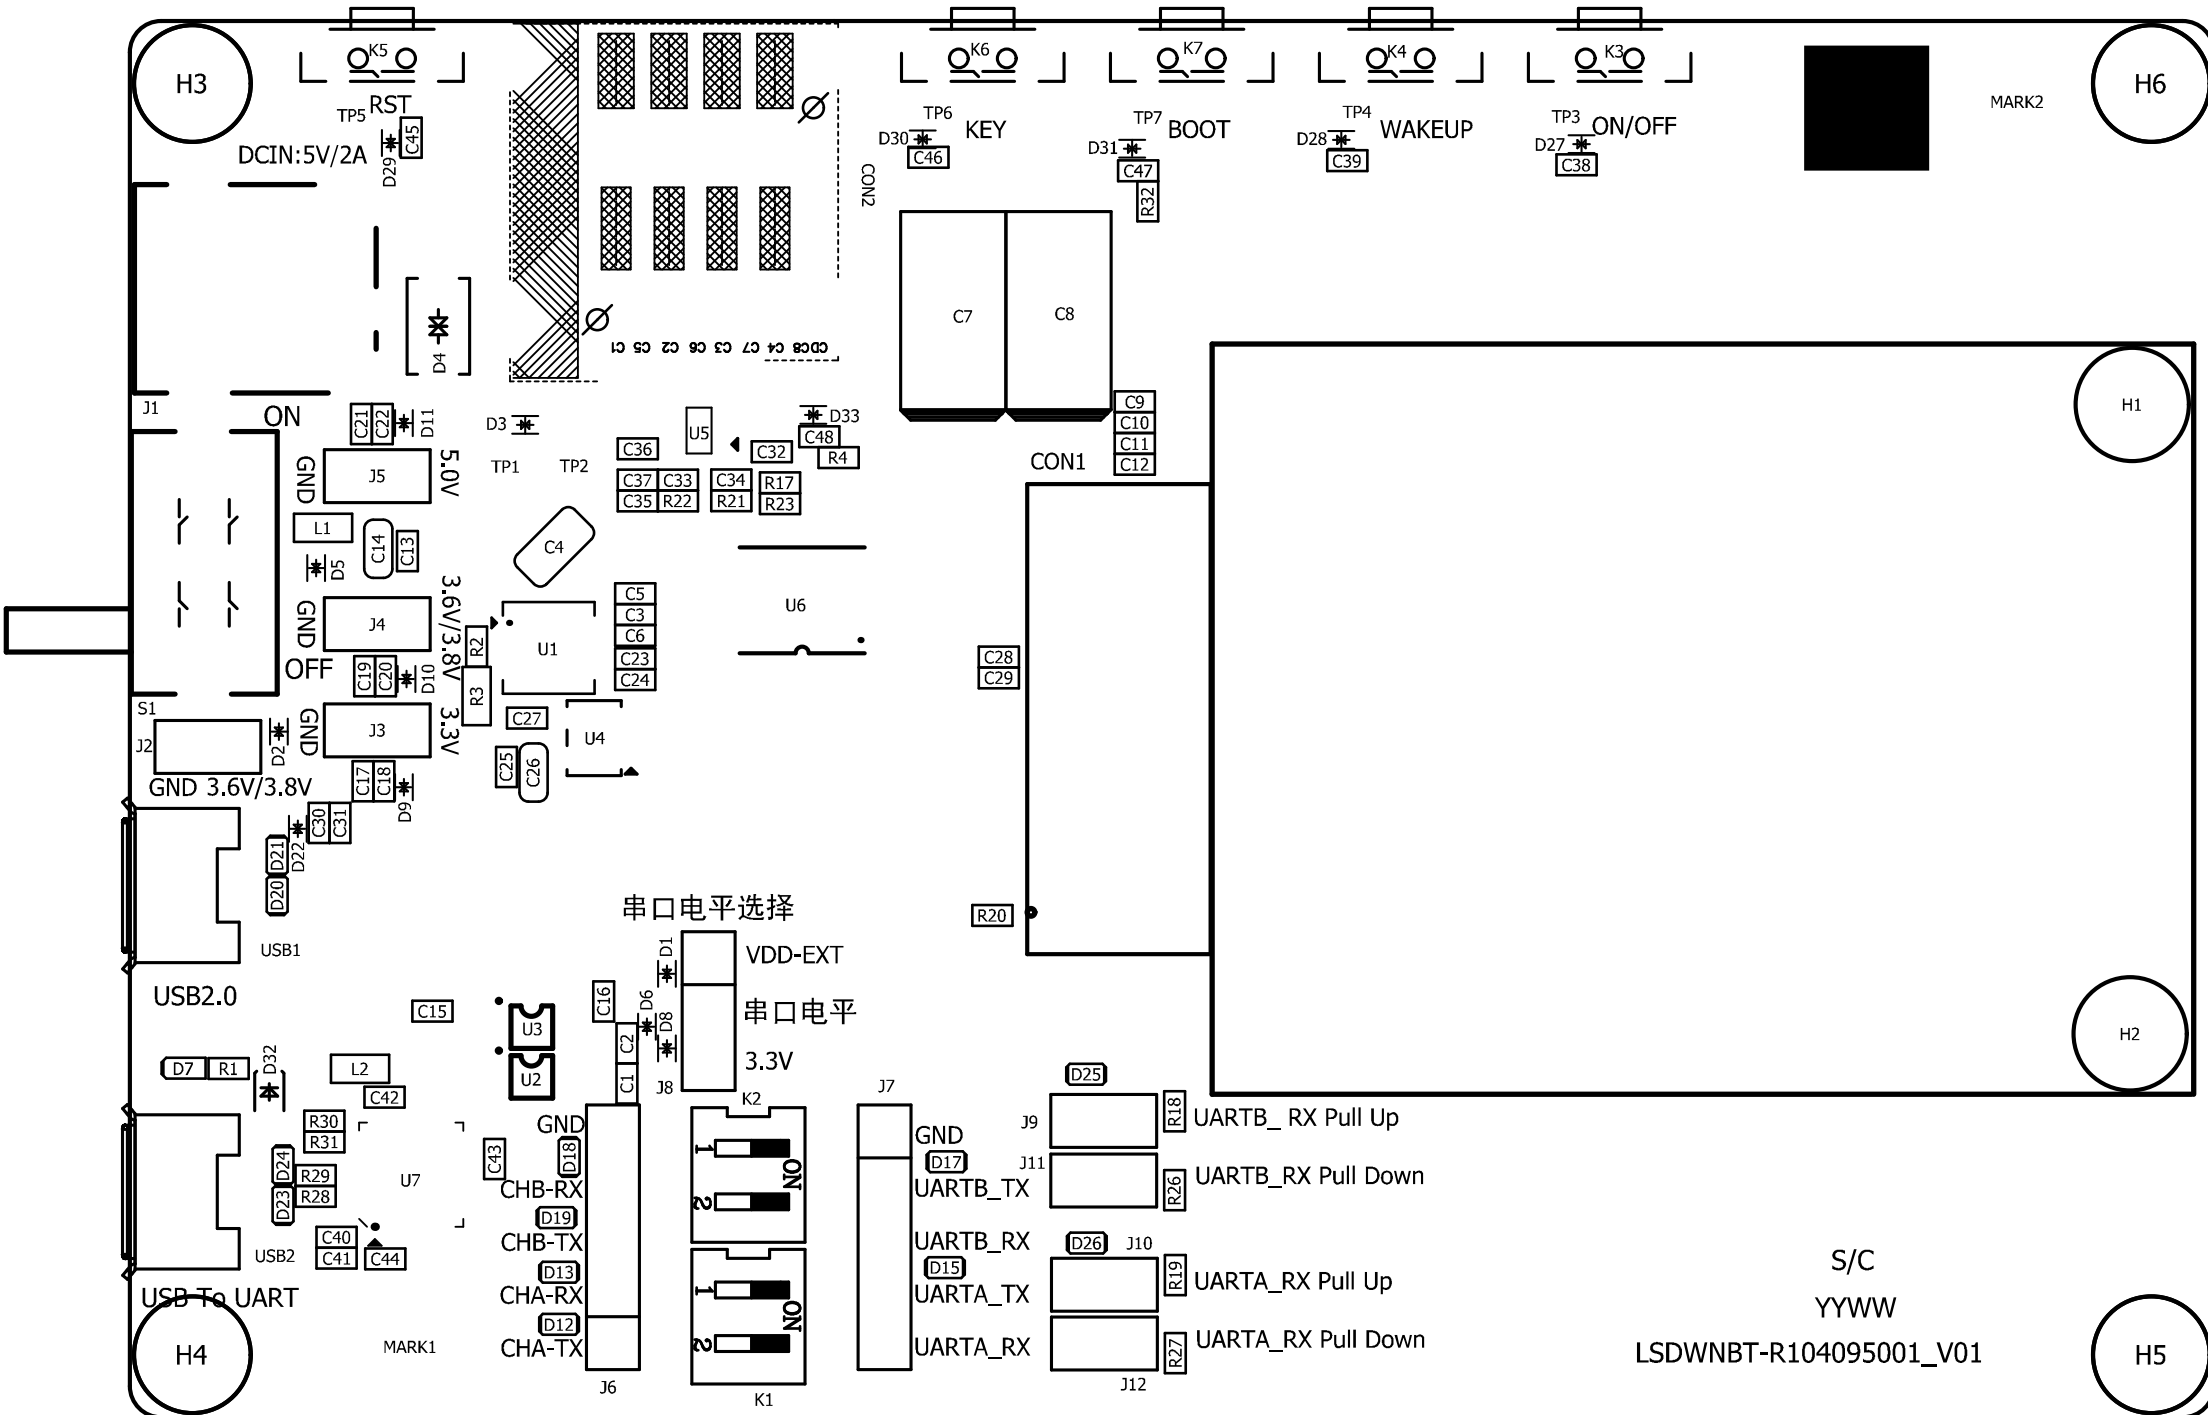 H3
K5
RST
TP5
D29
C45
DCIN:5V/2A
CON2
K6
TP6
D30
KEY
C46
K7
TP7
D31
BOOT
C47
R32
K4
TP4
D28
WAKEUP
C39
K3
TP3
D27
ON/OFF
C38
MARK2
H6
D4
C1 C5 C2 C6 C3 C7 C4 CDC8
C7
C8
J1
ON
C21
C22
D11
D3
U5
D33
C48
R4
C36
C32
C9
C10
C11
C12
H1
GND
J5
5.0V
TP1
TP2
C37
C33
C34
R17
C35
R22
R21
R23
CON1
L1
C14
C13
D5
C4
GND
J4
3.6V/3.8V
OFF
C19
C20
D10
R2
R3
U1
C5
C3
C6
C23
C24
U6
C28
C29
S1
J2
D2
GND
J3
3.3V
C27
U4
C25
C26
GND 3.6V/3.8V
C17
C18
D9
C30
C31
D22
D21
D20
USB1
USB2.0
串口电平选择
D1
VDD-EXT
R20
C15
U3
U2
C16
D6
D8
C2
C1
串口电平
3.3V
J8
H2
D7
R1
D32
L2
C42
R30
R31
D24
R29
D23
R28
U7
C43
C40
C41
C44
USB2
USB To UART
H4
MARK1
GND
D18
CHB-RX
D19
CHB-TX
D13
CHA-RX
D12
CHA-TX
J6
K2
1
2
ON
1
2
ON
K1
J7
GND
D17
UARTB_TX
UARTB_RX
D15
UARTA_TX
UARTA_RX
D25
J9
R18
UARTB_ RX Pull Up
J11
R26
UARTB_RX Pull Down
D26
J10
R19
UARTA_RX Pull Up
R27
UARTA_RX Pull Down
J12
S/C
YYWW
LSDWNBT-R104095001_V01
H5